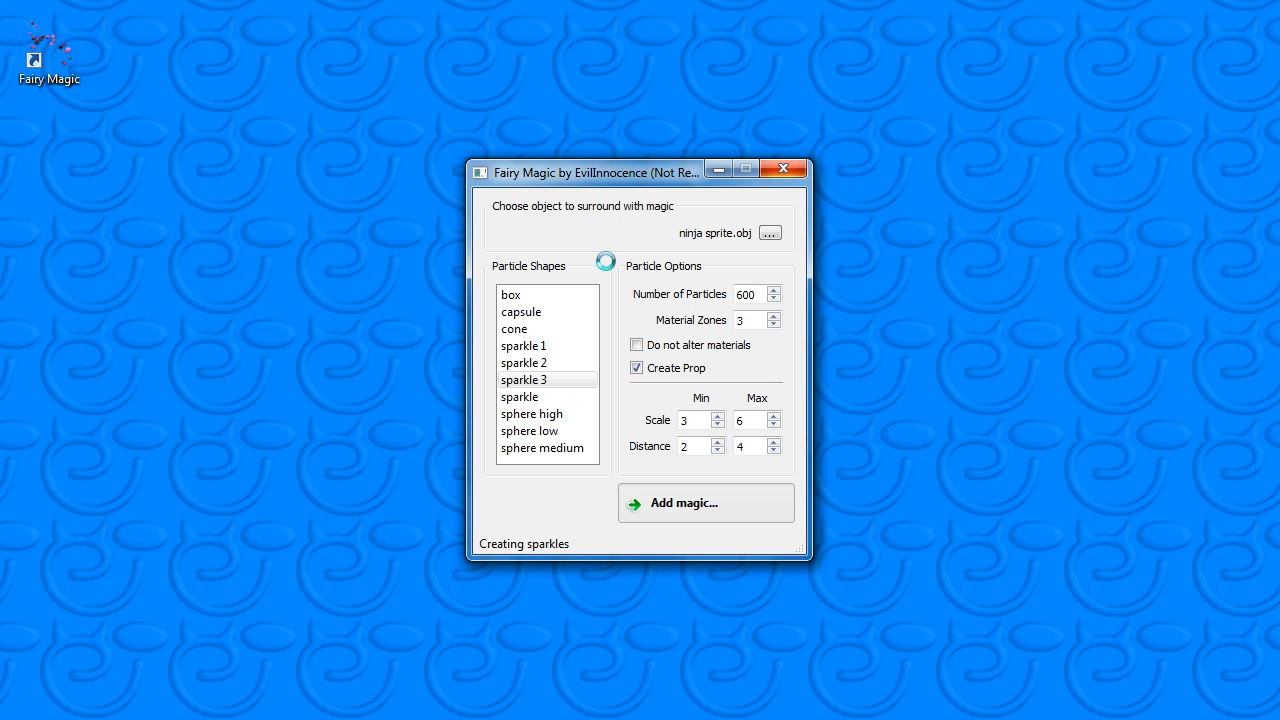 Fairy Magic
Fairy Magic by EvilInnocence (Not Re...
Choose object to surround with magic
ninja sprite.obj ...
Particle Shapes
box
capsule
cone
sparkle 1
sparkle 2
sparkle 3
sparkle
sphere high
sphere low
sphere medium
Particle Options
Number of Particles 600
Material Zones 3
Do not alter materials
Create Prop
Min Max
Scale 3 6
Distance 2 4
Add magic...
Creating sparkles